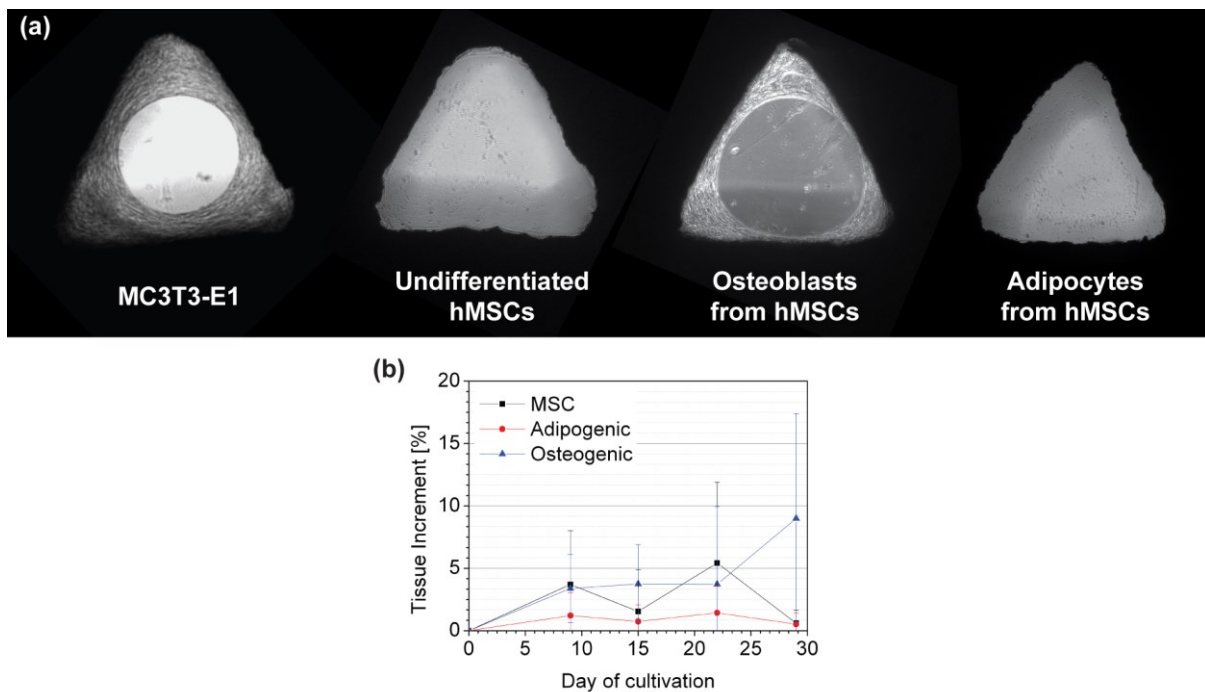 (a)
MC3T3-E1
Undifferentiated
hMSCs
Osteoblasts
from hMSCs
Adipocytes
from hMSCs
(b)
Tissue Increment [%]
20
15
10
5
0
MSC
Adipogenic
Osteogenic
0 5 10 15 20 25 30
Day of cultivation